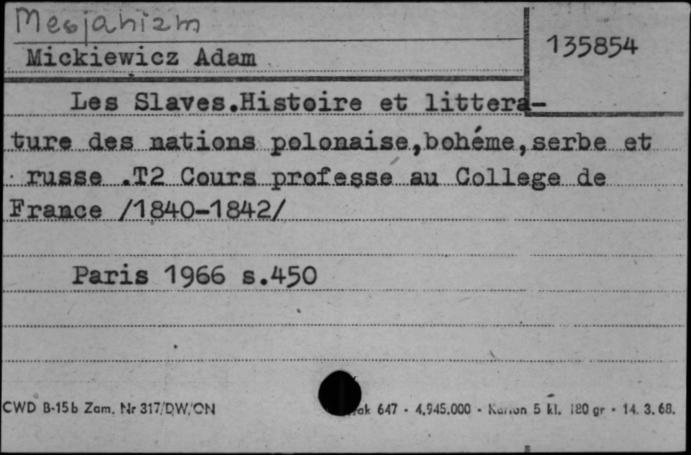 Mesjanizm
135854
Mickiewicz Adam
Les Slaves.Histoire et littera-
ture des nations polonaise,bohéme,serbe et
russe .T2 Cours professe au College de
France /1840-1842/
Paris 1966 s.450
CWD B-15b Zam. Nr 317/DW/ON
647 - 4.945.000 - Karton 5 kl. 180 gr - 14. 3. 68.